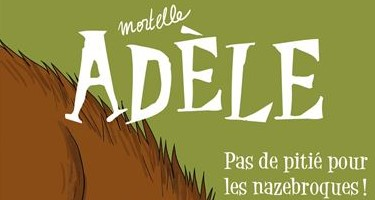 mortelle
ADÈLE
Pas de pitié pour
les nazebroques !